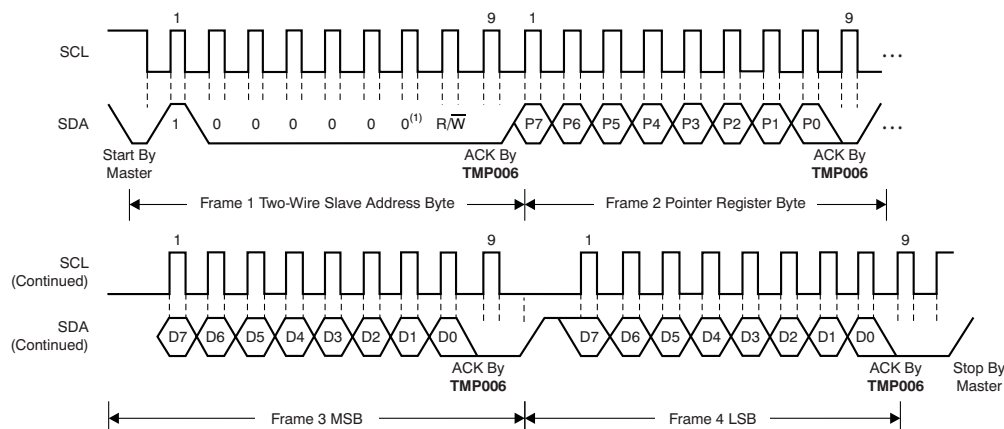 1 9 1 9
SCL ...
SDA 1 0 0 0 0 0 0(1) R/W̅ P7 P6 P5 P4 P3 P2 P1 P0 ...
Start By
Master
ACK By
TMP006
ACK By
TMP006
Frame 1 Two-Wire Slave Address Byte
Frame 2 Pointer Register Byte
1 9 1 9
SCL
(Continued)
SDA
(Continued)
D7 D6 D5 D4 D3 D2 D1 D0 D7 D6 D5 D4 D3 D2 D1 D0
ACK By
TMP006
ACK By
TMP006
Stop By
Master
Frame 3 MSB
Frame 4 LSB